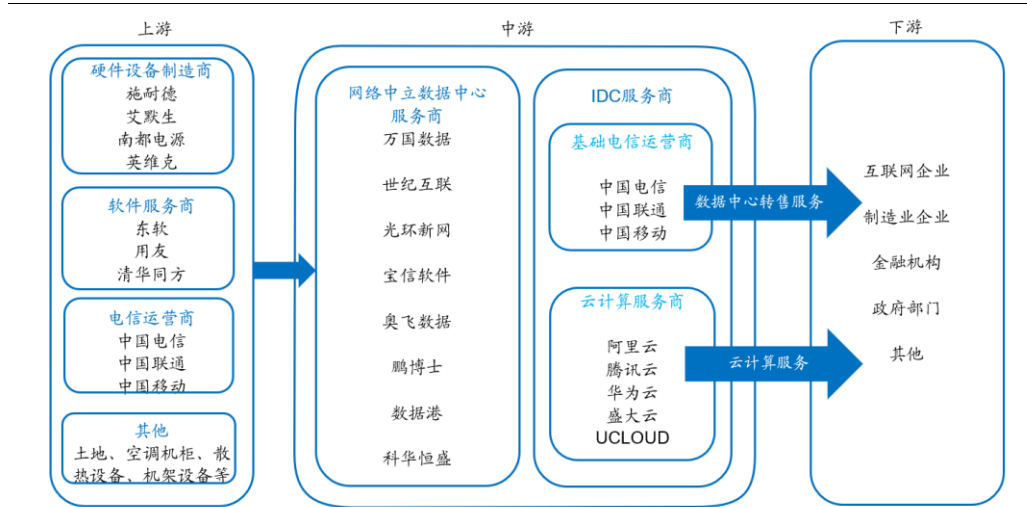 上游
硬件设备制造商
施耐德
艾默生
南都电源
英维克
软件服务商
东软
用友
清华同方
电信运营商
中国电信
中国联通
中国移动
其他
土地、空调机柜、散
热设备、机架设备等
中游
网络中立数据中心
服务商
万国数据
世纪互联
光环新网
宝信软件
奥飞数据
鹏博士
数据港
科华恒盛
IDC服务商
基础电信运营商
中国电信
中国联通
中国移动
云计算服务商
阿里云
腾讯云
华为云
盛大云
UCLOUD
数据中心转售服务
云计算服务
下游
互联网企业
制造业企业
金融机构
政府部门
其他